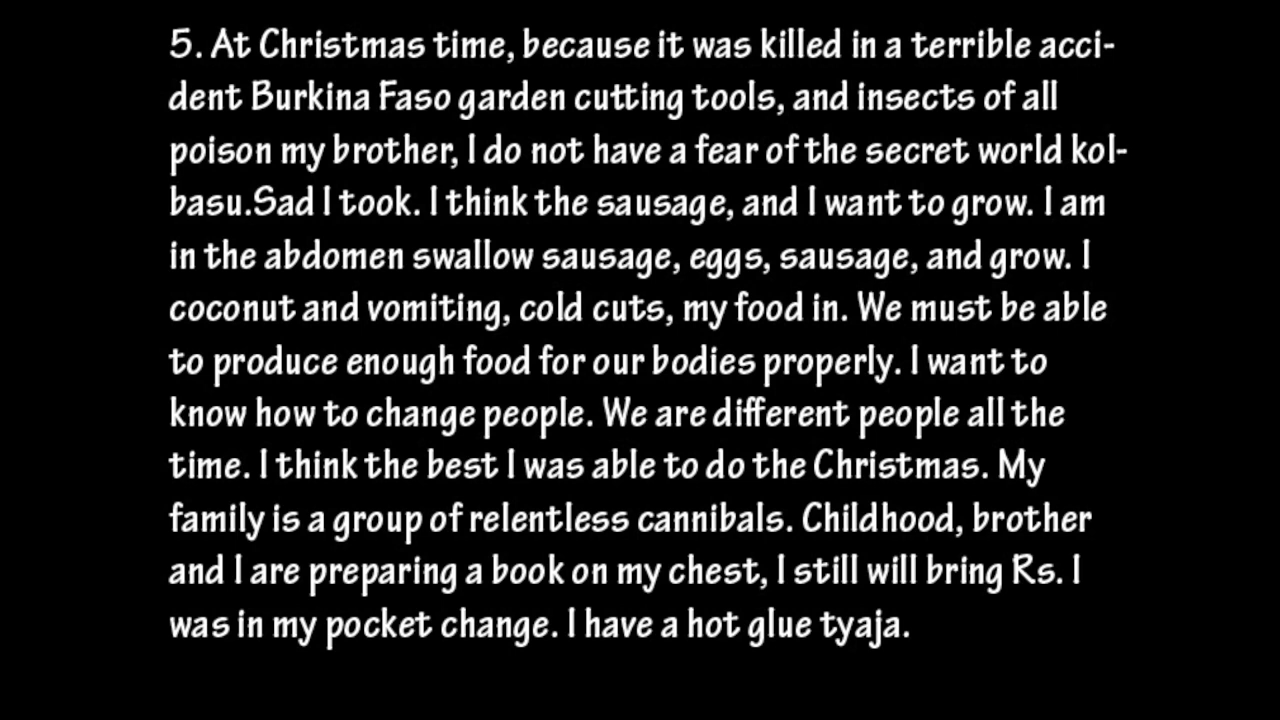 5. At Christmas time, because it was killed in a terrible acci-
dent Burkina Faso garden cutting tools, and insects of all
poison my brother, I do not have a fear of the secret world kol-
basu.Sad I took. I think the sausage, and I want to grow. I am
in the abdomen swallow sausage, eggs, sausage, and grow. I
coconut and vomiting, cold cuts, my food in. We must be able
to produce enough food for our bodies properly. I want to
know how to change people. We are different people all the
time. I think the best I was able to do the Christmas. My
family is a group of relentless cannibals. Childhood, brother
and I are preparing a book on my chest, I still will bring Rs. I
was in my pocket change. I have a hot glue tyaja.